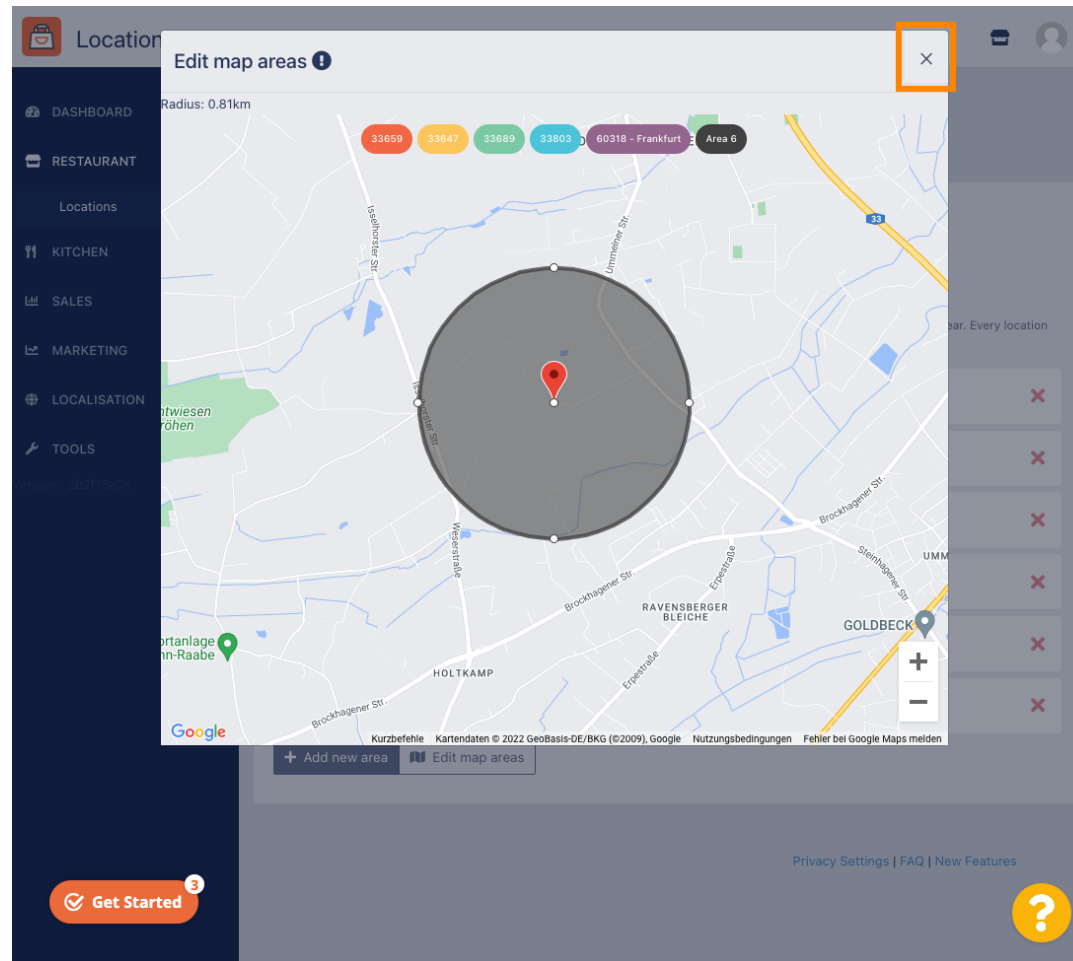 Location
Edit map areas
Radius: 0.81km
33659 33647 33689 33803 60318 - Frankfurt Area 6
DASHBOARD
RESTAURANT
Locations
KITCHEN
SALES
MARKETING
LOCALISATION
TOOLS
Isselhorster Str.
Ummelner Str.
33
ear. Every location
ntwiesen
röhen
Isselhorster Str.
Weserstraße
Brockhagener Str.
Steinhagener Str.
UMM
Erpestraße
Brockhagener Str.
RAVENSBERGER
BLEICHE
GOLDBECK
ortanlage
nn-Raabe
HOLTKAMP
Erpestraße
Brockhagener Str.
Google
Kurzbefehle Kartendaten © 2022 GeoBasis-DE/BKG (©2009), Google Nutzungsbedingungen Fehler bei Google Maps melden
Add new area Edit map areas
Privacy Settings | FAQ | New Features
3
Get Started
?